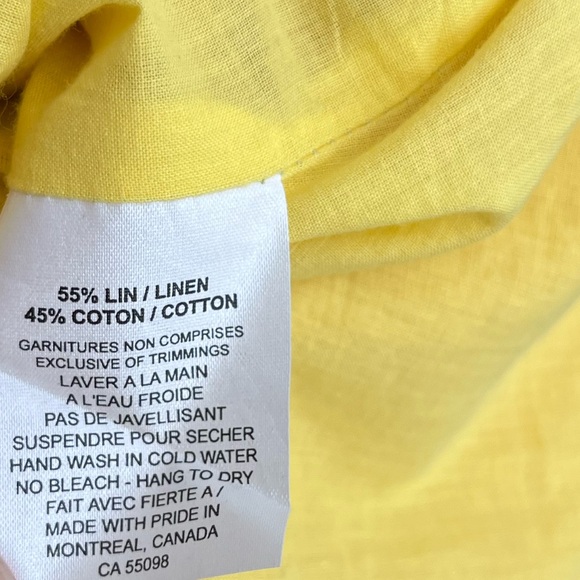 55% LIN / LINEN
45% COTON / COTTON
GARNITURES NON COMPRISES
EXCLUSIVE OF TRIMMINGS
LAVER A LA MAIN
A L'EAU FROIDE
PAS DE JAVELLISANT
SUSPENDRE POUR SECHER
HAND WASH IN COLD WATER
NO BLEACH - HANG TO DRY
FAIT AVEC FIERTE A /
MADE WITH PRIDE IN
MONTREAL, CANADA
CA 55098